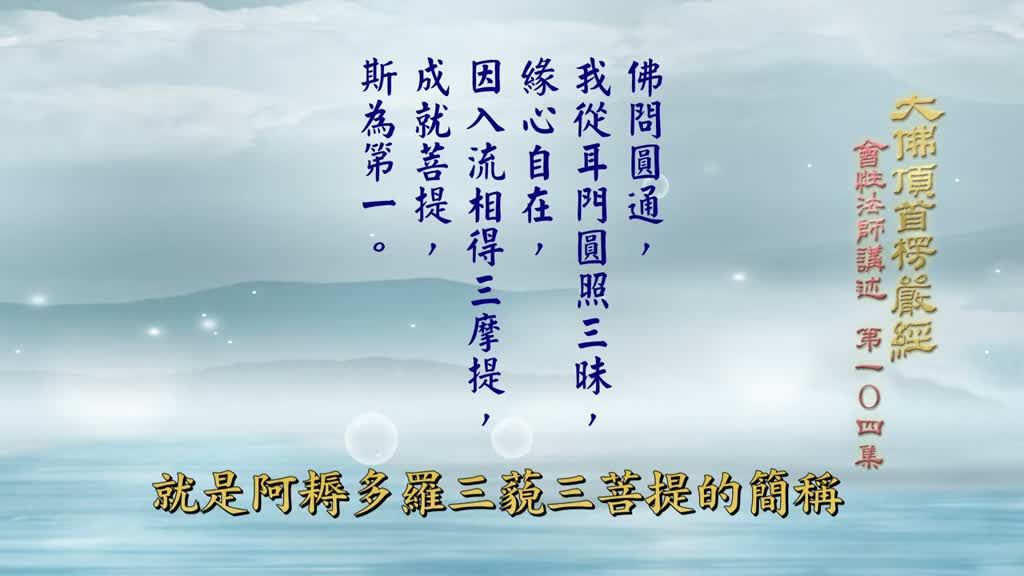 大佛頂首楞嚴經
會性法師講述 第一〇四集
佛問圓通，
我從耳門圓照三昧，
緣心自在，
因入流相得三摩提，
成就菩提，
斯為第一。
就是阿耨多羅三藐三菩提的簡稱